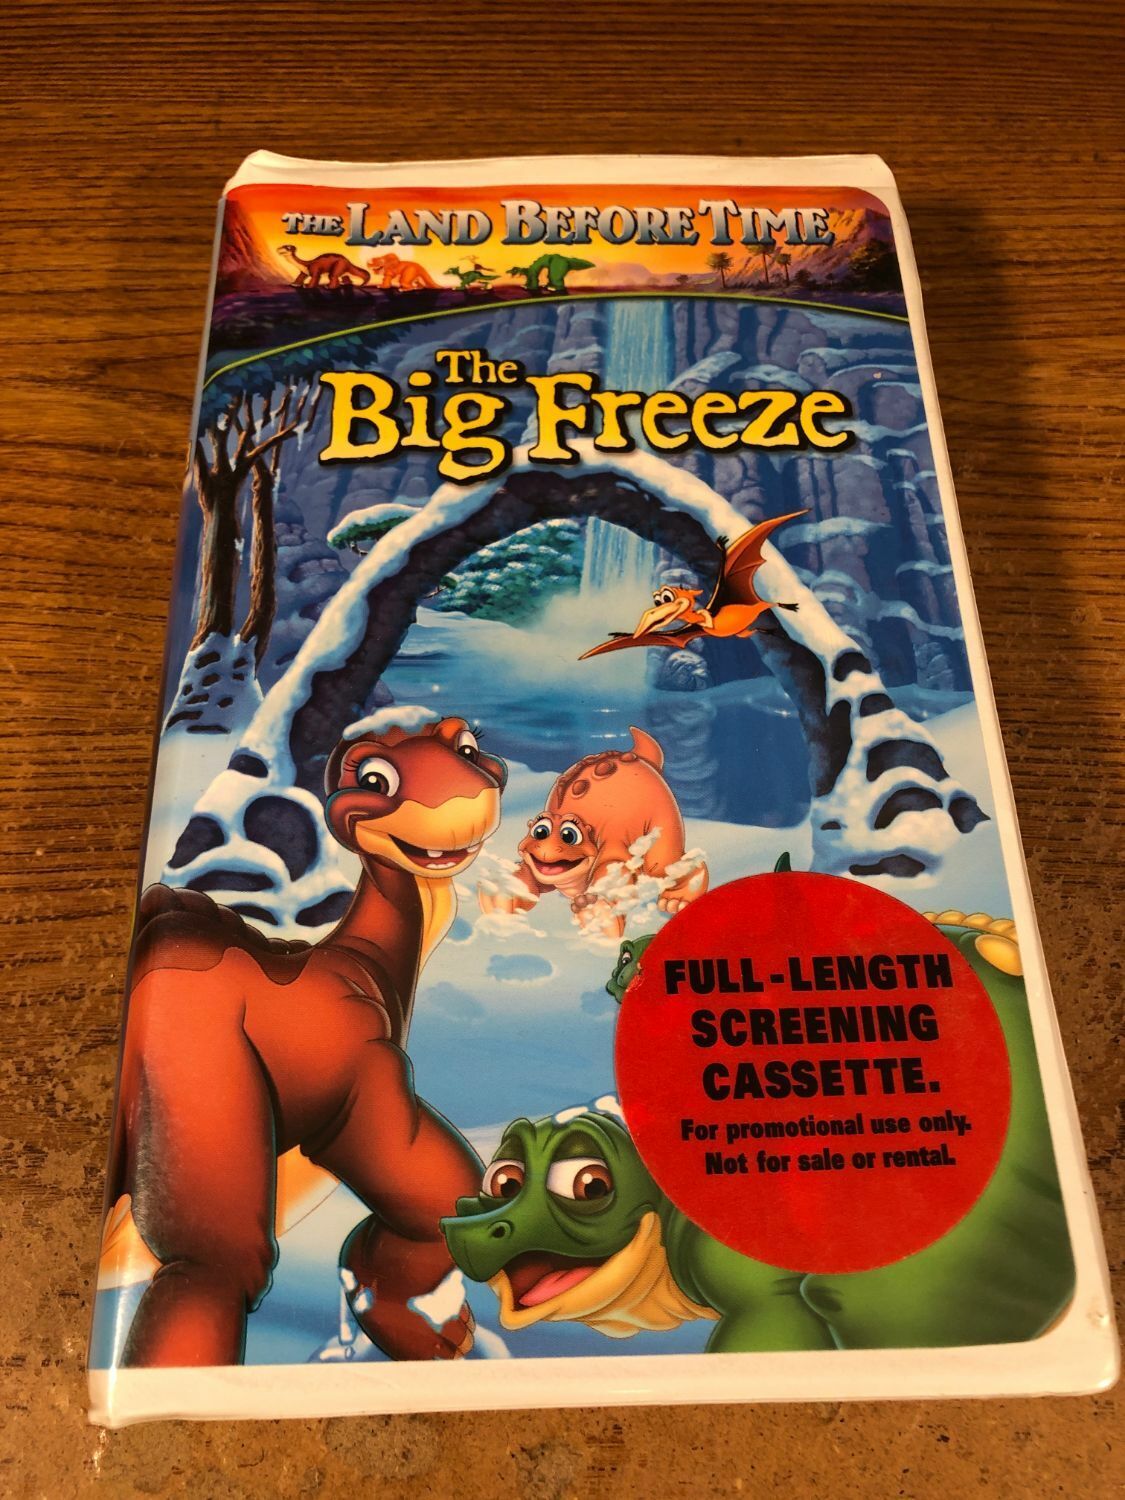 THE LAND BEFORE TIME
The
Big Freeze
FULL-LENGTH
SCREENING
CASSETTE.
For promotional use only.
Not for sale or rental.